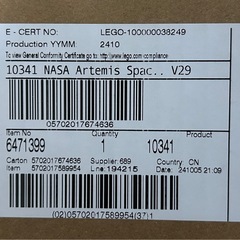 E - CERT NO: LEGO-100000038249
Production YYMM 2410
To view General Conformity Certificate go to: http://www.lego.com/compliance
10341 NASA Artemis Spac.. V29
05702017674636
Item No Quantity
6471399 1 10341
Carton 5702017674636 Supplier:689 Country: CN
Item 5702017589954 Line: 194215 241005 21:09
(02)05702017589954(37)1